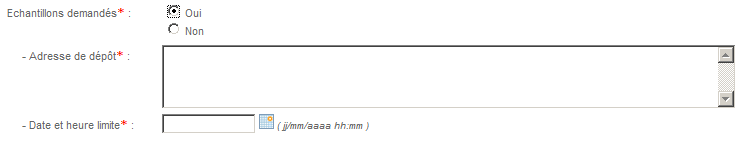 Echantillons demandés* : Oui
Non
- Adresse de dépôt* :
- Date et heure limite* : ( jj/mm/aaaa hh:mm )